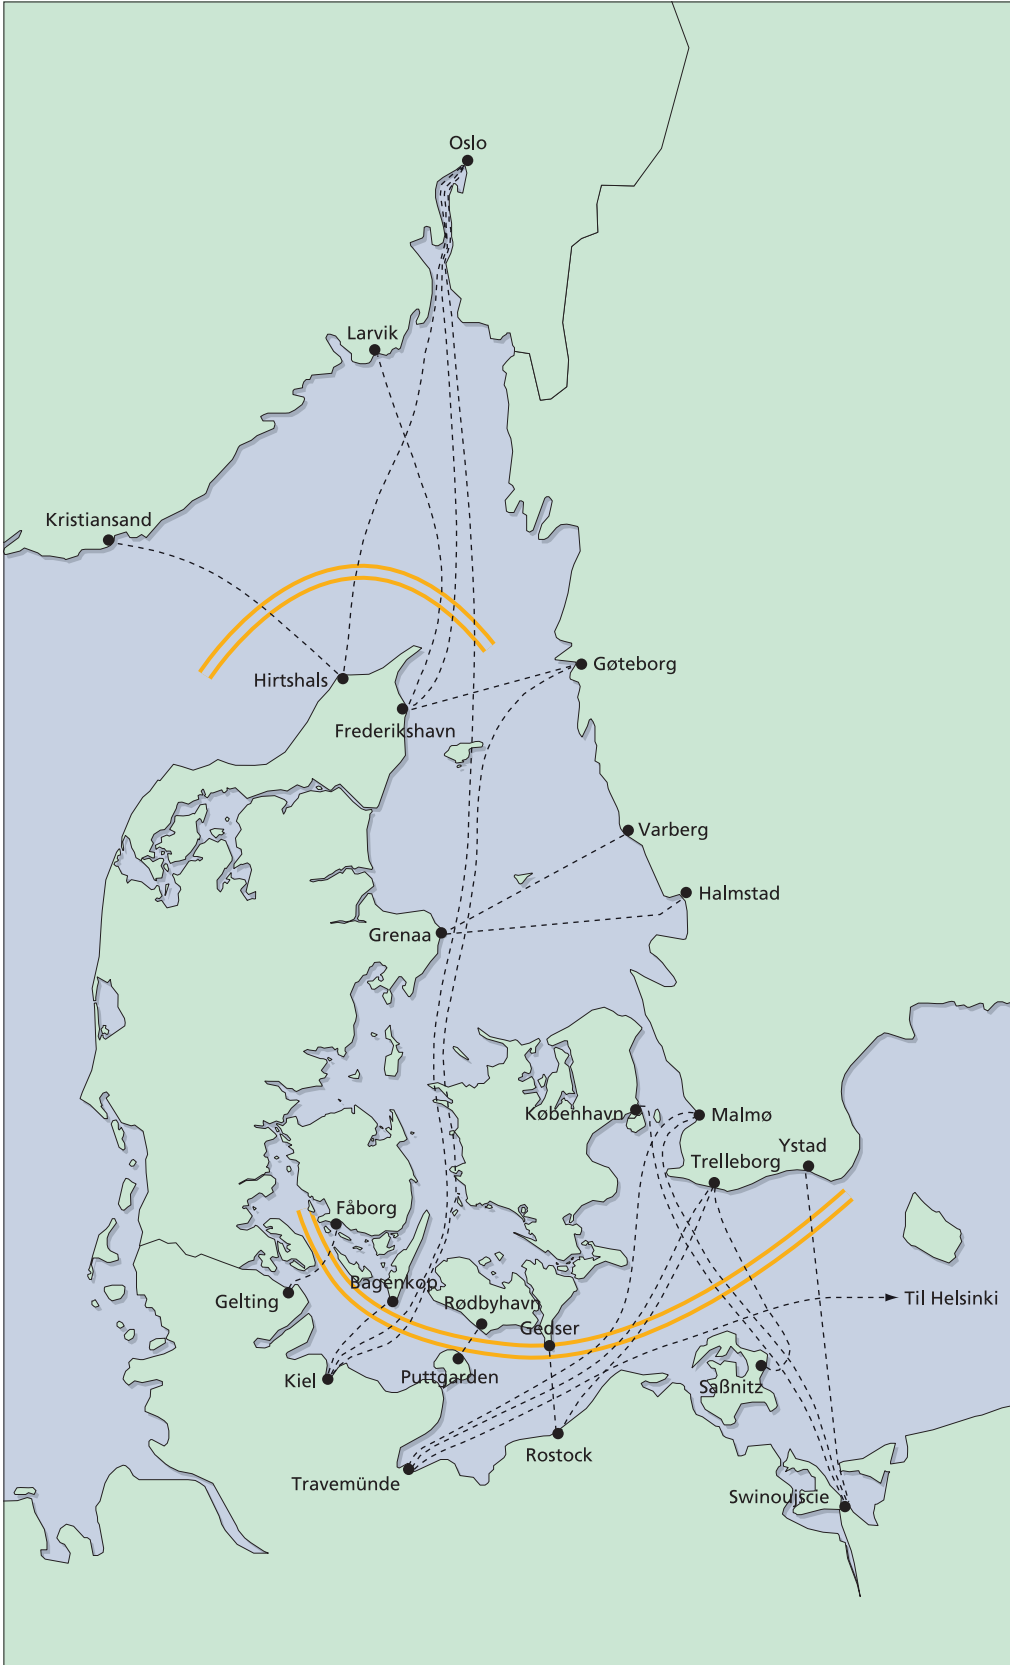 Oslo
Larvik
Kristiansand
Gøteborg
Hirtshals
Frederikshavn
Varberg
Halmstad
Grenaa
København
Malmø
Ystad
Trelleborg
Fåborg
Bagenkop
Gelting
Rødbyhavn
Til Helsinki
Gedser
Puttgarden
Kiel
Saßnitz
Rostock
Travemünde
Swinoujscie